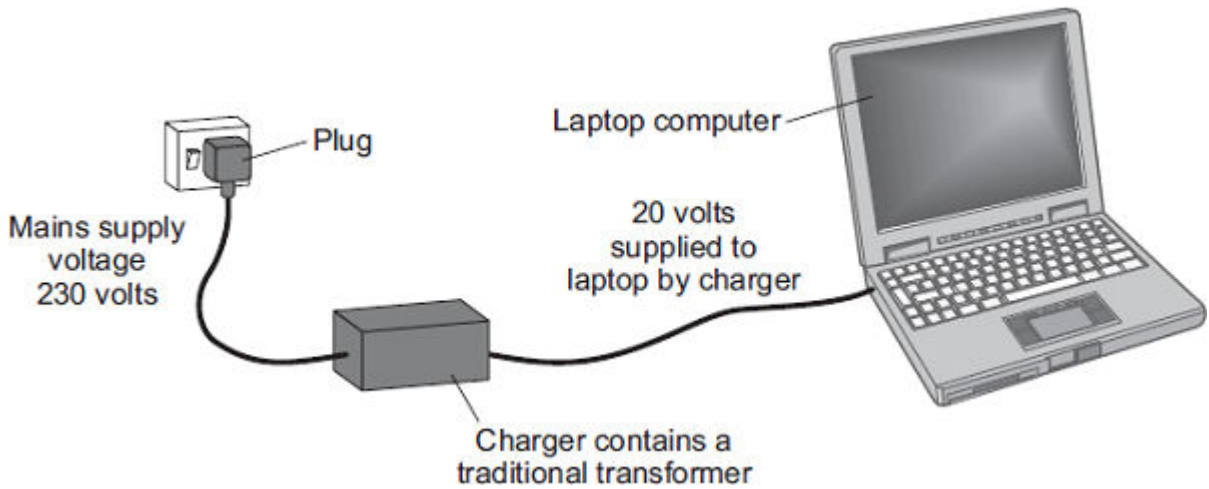 Plug
Laptop computer
Mains supply
voltage
230 volts
20 volts
supplied to
laptop by charger
Charger contains a
traditional transformer